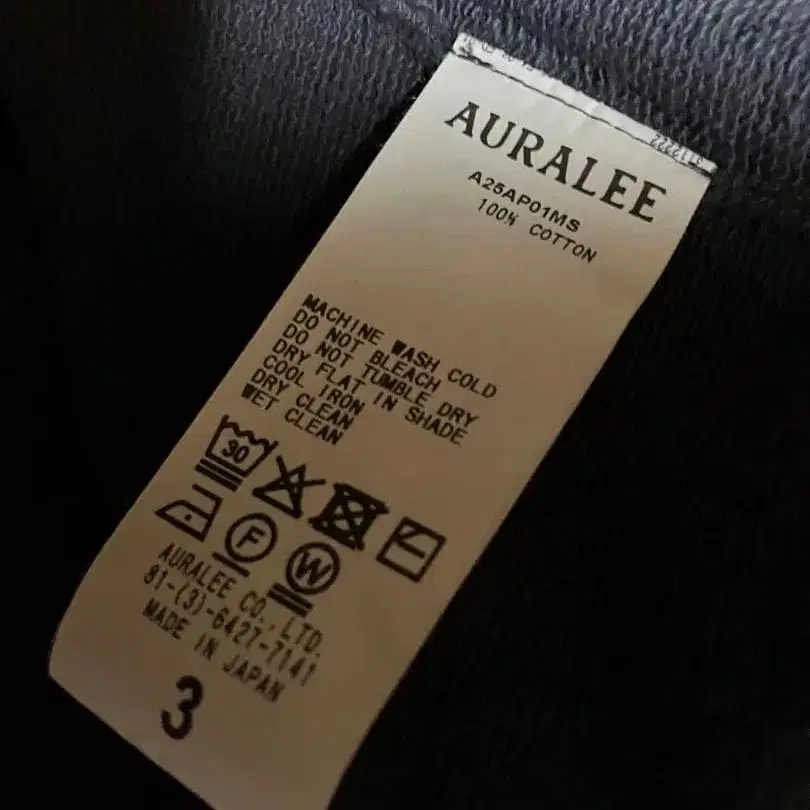 AURALEE
A25AP01MS
100% COTTON
MACHINE WASH COLD
DO NOT BLEACH
DO NOT TUMBLE DRY
DRY FLAT IN SHADE
COOL IRON
DRY CLEAN
WET CLEAN
30
F
W
AURALEE CO., LTD.
81-(3)-6427-7141
MADE IN JAPAN
3